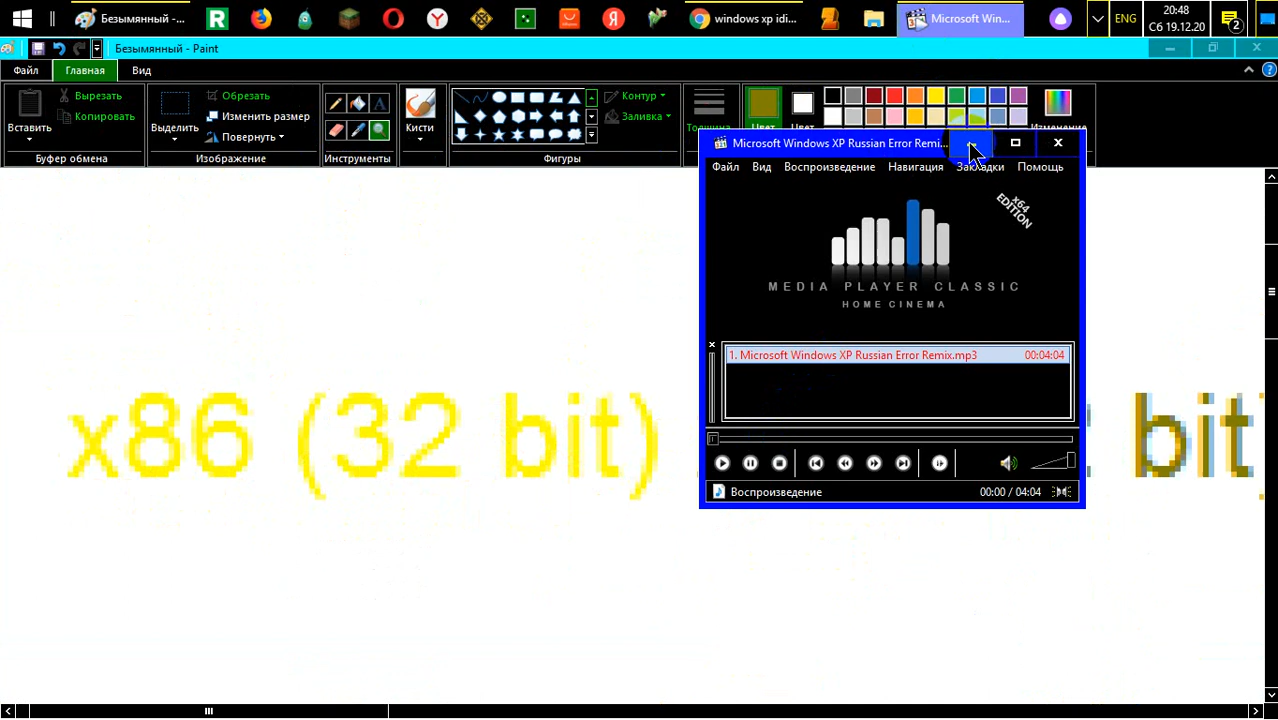 windows xp idi...
Microsoft Win...
ENG
20:48
Сб 19.12.20
2
Безымянный - ...
Безымянный - Paint
Файл
Главная
Вид
Вставить
Вырезать
Копировать
Буфер обмена
Выделить
Обрезать
Изменить размер
Повернуть
Изображение
A
Инструменты
Кисти
Контур
Заливка
Фигуры
Толщина
Цвет
Цвет
Изменение
Microsoft Windows XP Russian Error Remi...
Файл
Вид
Воспроизведение
Навигация
Закладки
Помощь
x64
EDITION
MEDIA PLAYER CLASSIC
HOME CINEMA
1. Microsoft Windows XP Russian Error Remix.mp3 00:04:04
Воспроизведение
00:00 / 04:04
x86 (32 bit)
bit